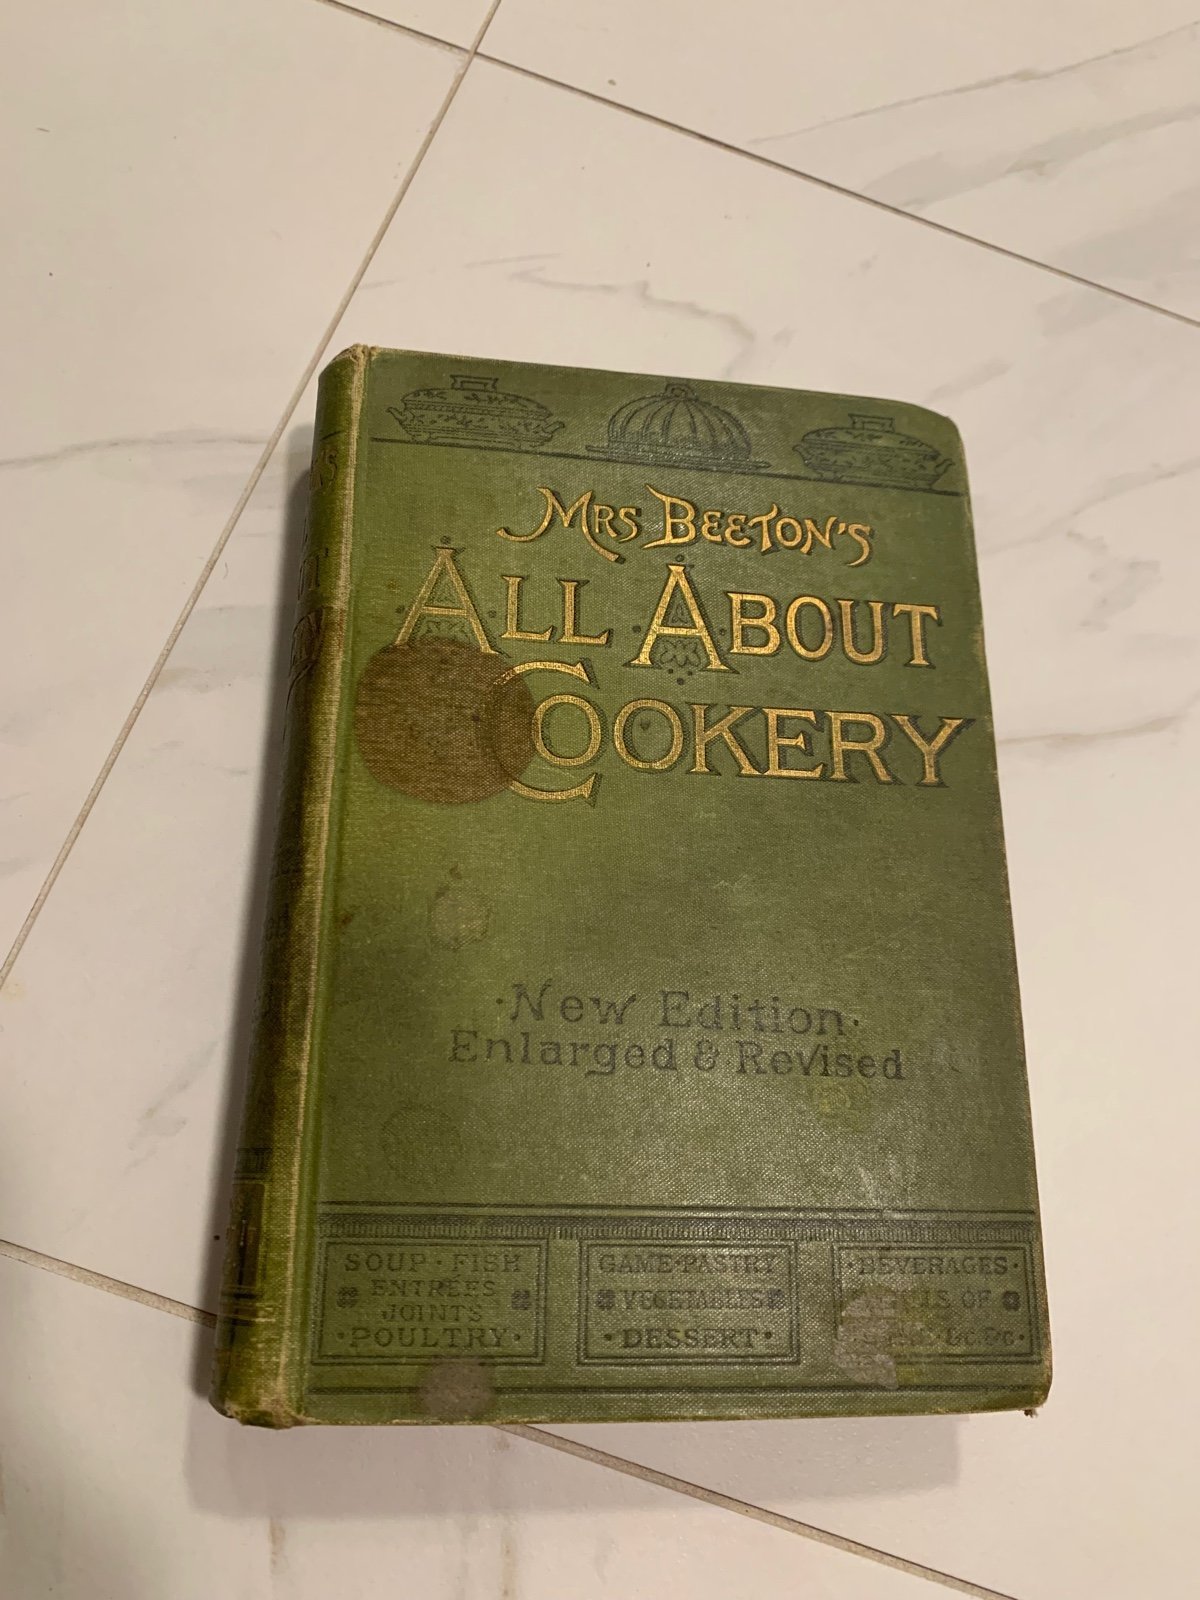 MRS BEETON'S
ALL ABOUT
COOKERY
·New Edition·
Enlarged & Revised
SOUP · FISH
ENTRÉES
JOINTS
·POULTRY·
GAME·PASTRY
VEGETABLES
·DESSERT·
·BEVERAGES·
OF
&c. &c·